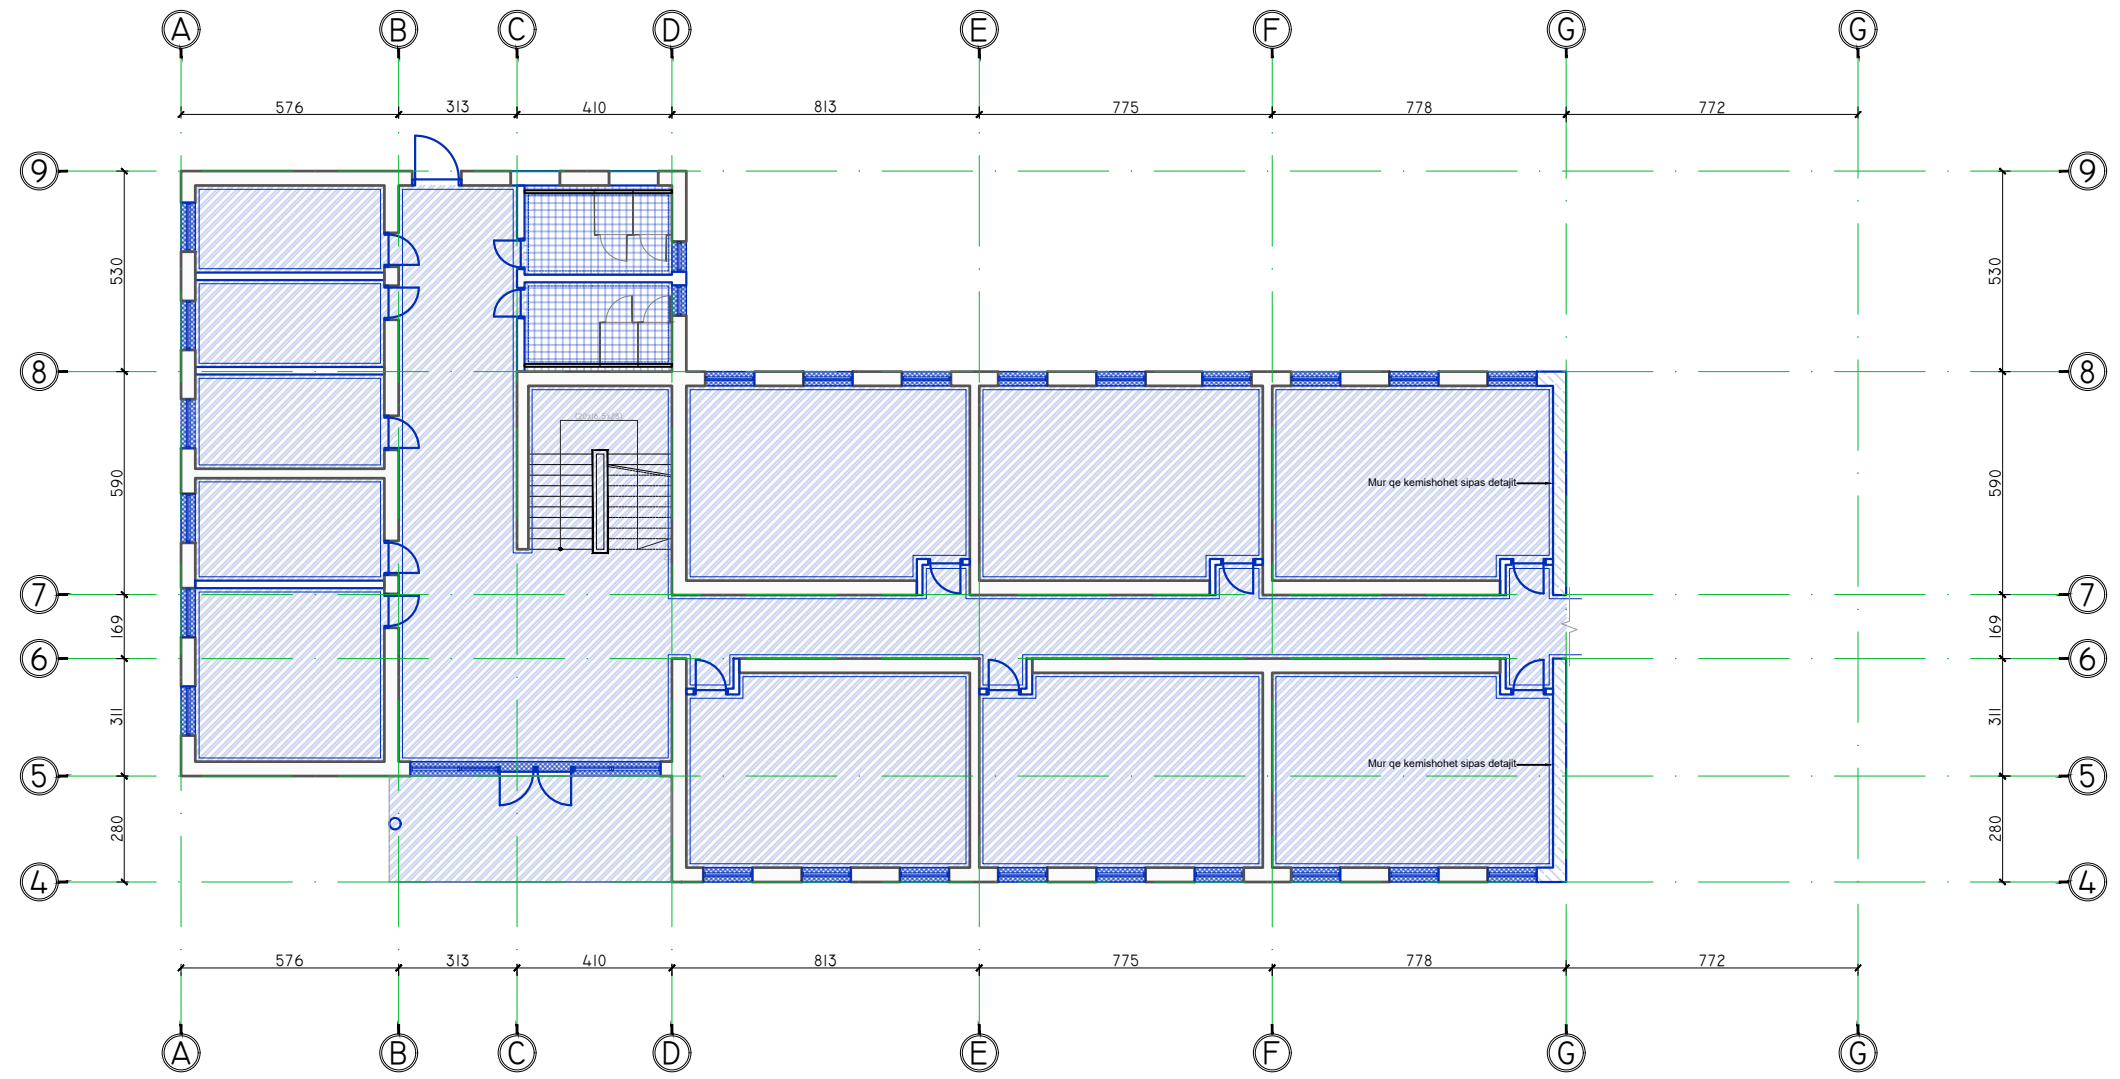 A B C D E F G G
576 313 410 813 775 778 772
9 9
530 530
8 8
(20x16.5x28)
590 Mur qe kemishohet sipas detajit 590
7 7
169 169
6 6
311 311
Mur qe kemishohet sipas detajit
5 5
280 280
4 4
576 313 410 813 775 778 772
A B C D E F G G